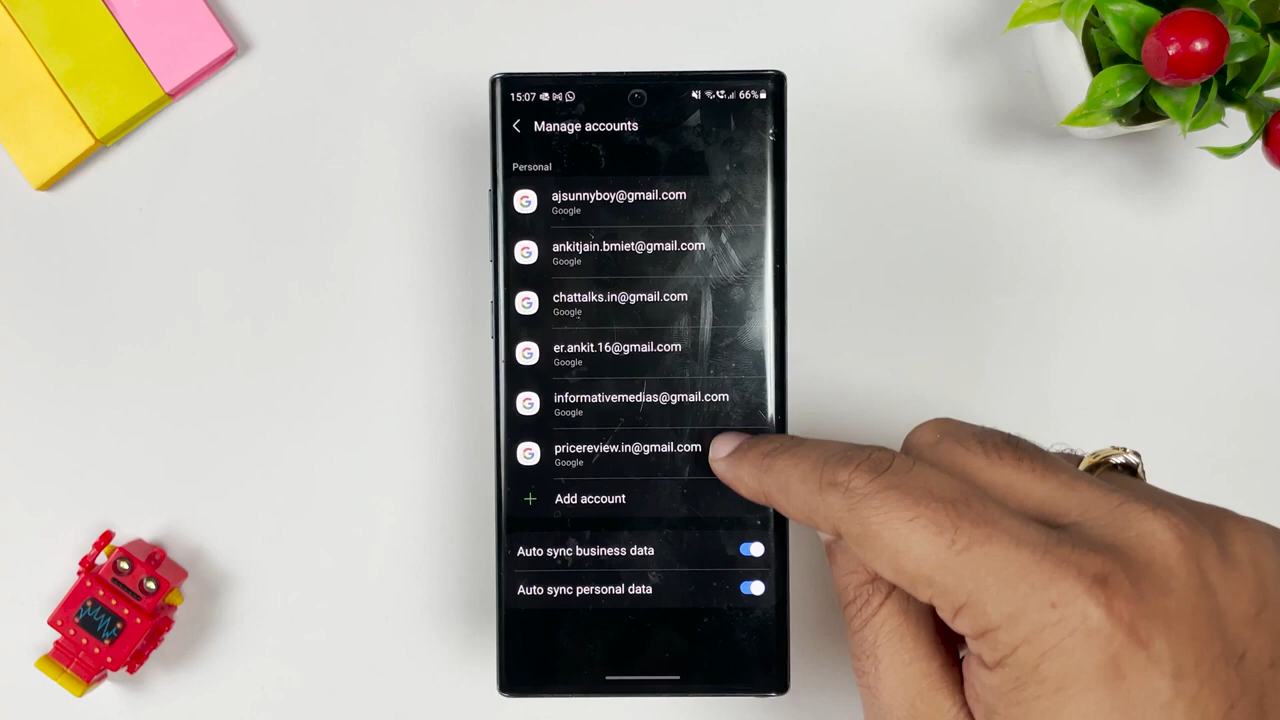 15:07 66%
Manage accounts
Personal
ajsunnyboy@gmail.com
Google
ankitjain.bmiet@gmail.com
Google
chattalks.in@gmail.com
Google
er.ankit.16@gmail.com
Google
informativemedias@gmail.com
Google
pricereview.in@gmail.com
Google
Add account
Auto sync business data
Auto sync personal data